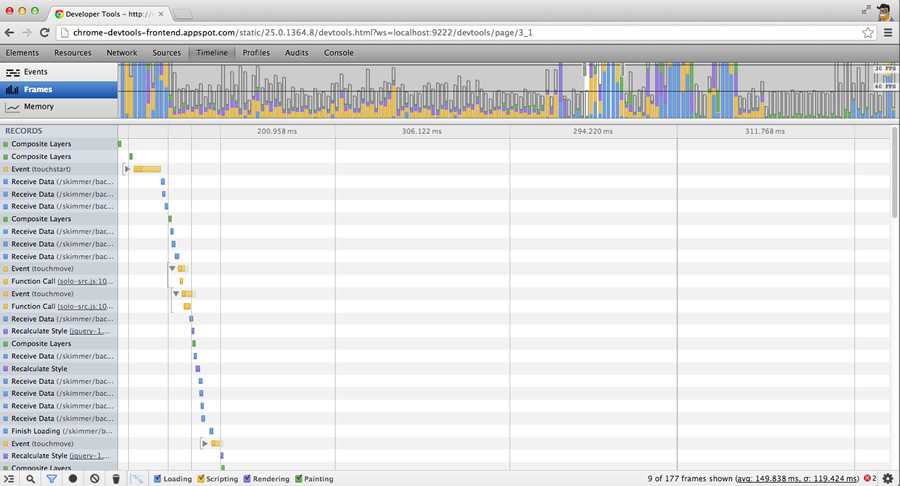 Developer Tools - http://
chrome-devtools-frontend.appspot.com/static/25.0.1364.8/devtools.html?ws=localhost:9222/devtools/page/3_1
Elements Resources Network Sources Timeline Profiles Audits Console
Events
Frames
Memory
30 FPS
60 FPS
RECORDS
200.958 ms 306.122 ms 294.220 ms 311.768 ms
Composite Layers
Composite Layers
Event (touchstart)
Receive Data (/skimmer/bac...
Receive Data (/skimmer/bac...
Receive Data (/skimmer/bac...
Composite Layers
Receive Data (/skimmer/bac...
Receive Data (/skimmer/bac...
Receive Data (/skimmer/bac...
Event (touchmove)
Function Call (solo-src.js:10...
Event (touchmove)
Function Call (solo-src.js:10...
Receive Data (/skimmer/bac...
Recalculate Style (jquery-1....
Composite Layers
Receive Data (/skimmer/bac...
Recalculate Style
Receive Data (/skimmer/bac...
Receive Data (/skimmer/bac...
Receive Data (/skimmer/bac...
Receive Data (/skimmer/bac...
Finish Loading (/skimmer/b...
Event (touchmove)
Recalculate Style (jquery-1....
Composite Layers
Loading Scripting Rendering Painting 9 of 177 frames shown (avg: 149.838 ms, σ: 119.424 ms) 2